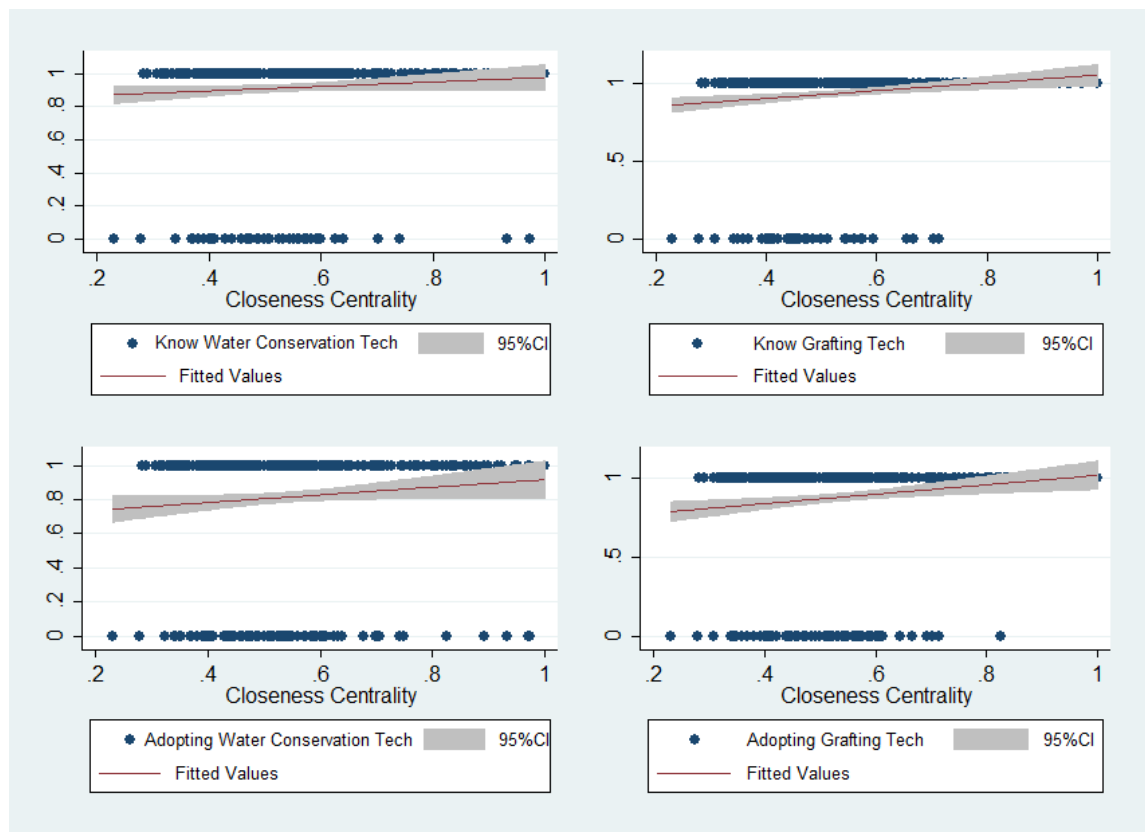 1
.8
.6
.4
.2
0
.2 .4 .6 .8 1
Closeness Centrality
Know Water Conservation Tech 95%CI
Fitted Values
1
.5
0
.2 .4 .6 .8 1
Closeness Centrality
Know Grafting Tech 95%CI
Fitted Values
1
.8
.6
.4
.2
0
.2 .4 .6 .8 1
Closeness Centrality
Adopting Water Conservation Tech 95%CI
Fitted Values
1
.5
0
.2 .4 .6 .8 1
Closeness Centrality
Adopting Grafting Tech 95%CI
Fitted Values